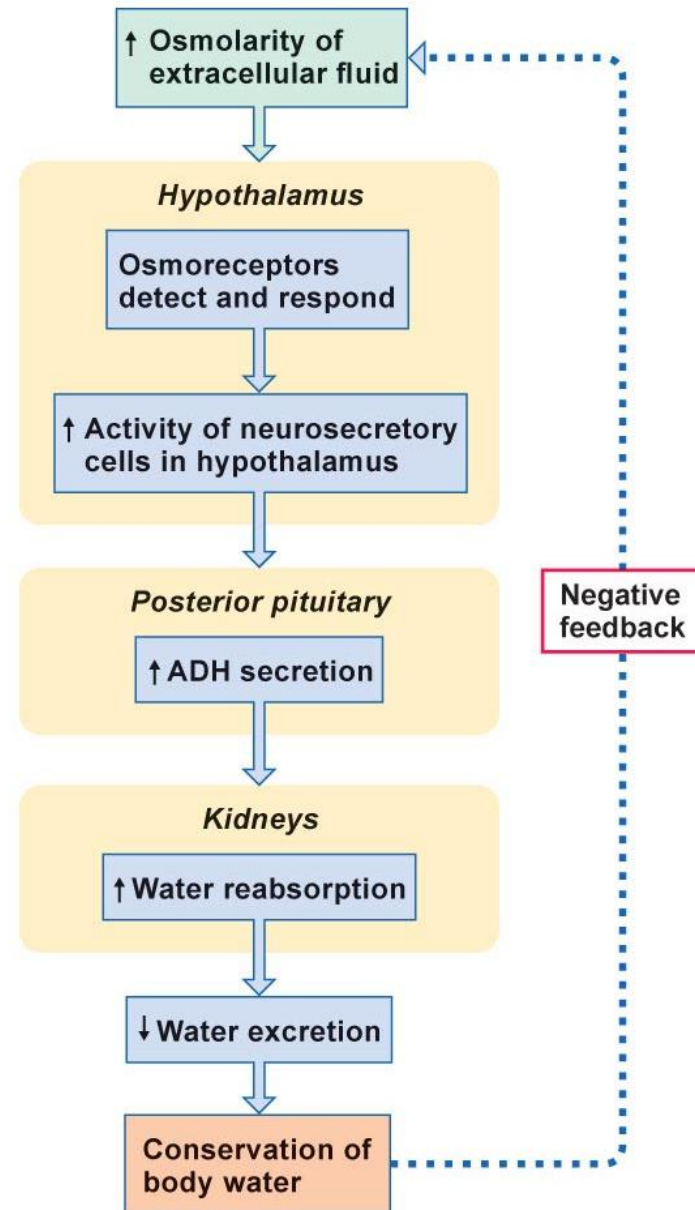 ↑ Osmolarity of
extracellular fluid
Hypothalamus
Osmoreceptors
detect and respond
↑ Activity of neurosecretory
cells in hypothalamus
Posterior pituitary
↑ ADH secretion
Kidneys
↑ Water reabsorption
↓ Water excretion
Conservation of
body water
Negative
feedback